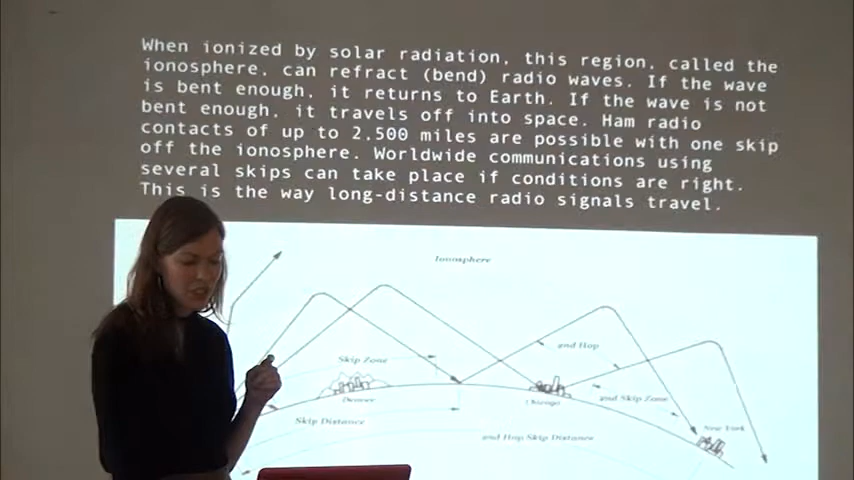 When ionized by solar radiation, this region, called the
ionosphere, can refract (bend) radio waves. If the wave
is bent enough, it returns to Earth. If the wave is not
bent enough, it travels off into space. Ham radio
contacts of up to 2,500 miles are possible with one skip
off the ionosphere. Worldwide communications using
several skips can take place if conditions are right.
This is the way long-distance radio signals travel.
Ionosphere
2nd Hop
Skip Zone
Denver
Chicago
2nd Skip Zone
Skip Distance
New York
2nd Hop Skip Distance